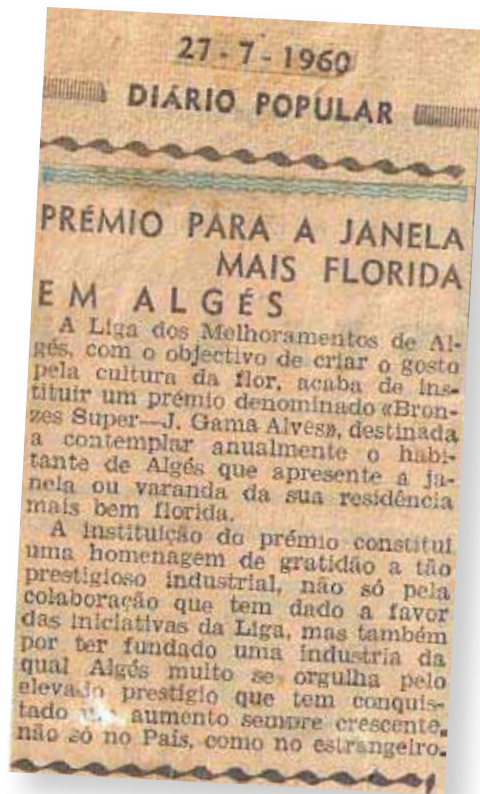 27-7-1960
DIÁRIO POPULAR
PRÉMIO PARA A JANELA
MAIS FLORIDA
EM ALGÉS
A Liga dos Melhoramentos de Al-
gés, com o objectivo de criar o gosto
pela cultura da flor, acaba de ins-
tituir um prémio denominado «Bron-
zes Super—J. Gama Alves», destinada
a contemplar anualmente o habi-
tante de Algés que apresente a ja-
nela ou varanda da sua residência
mais bem florida.
A instituição do prémio constitui
uma homenagem de gratidão a tão
prestigioso industrial, não só pela
colaboração que tem dado a favor
das iniciativas da Liga, mas também
por ter fundado uma industria da
qual Algés muito se orgulha pelo
elevado prestígio que tem conquis-
tado aumento sempre crescente,
não só no País, como no estrangeiro.